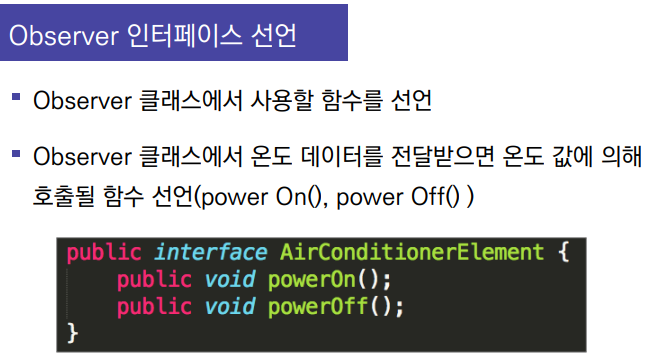 Observer 인터페이스 선언
Observer 클래스에서 사용할 함수를 선언
Observer 클래스에서 온도 데이터를 전달받으면 온도 값에 의해
호출될 함수 선언(power On(), power Off() )
public interface AirConditionerElement {
public void powerOn();
public void powerOff();
}